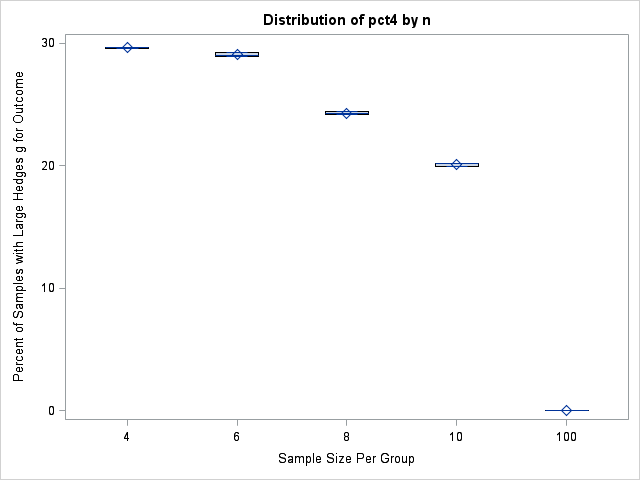 Distribution of pct4 by n
Percent of Samples with Large Hedges g for Outcome
30
20
10
0
4 6 8 10 100
Sample Size Per Group